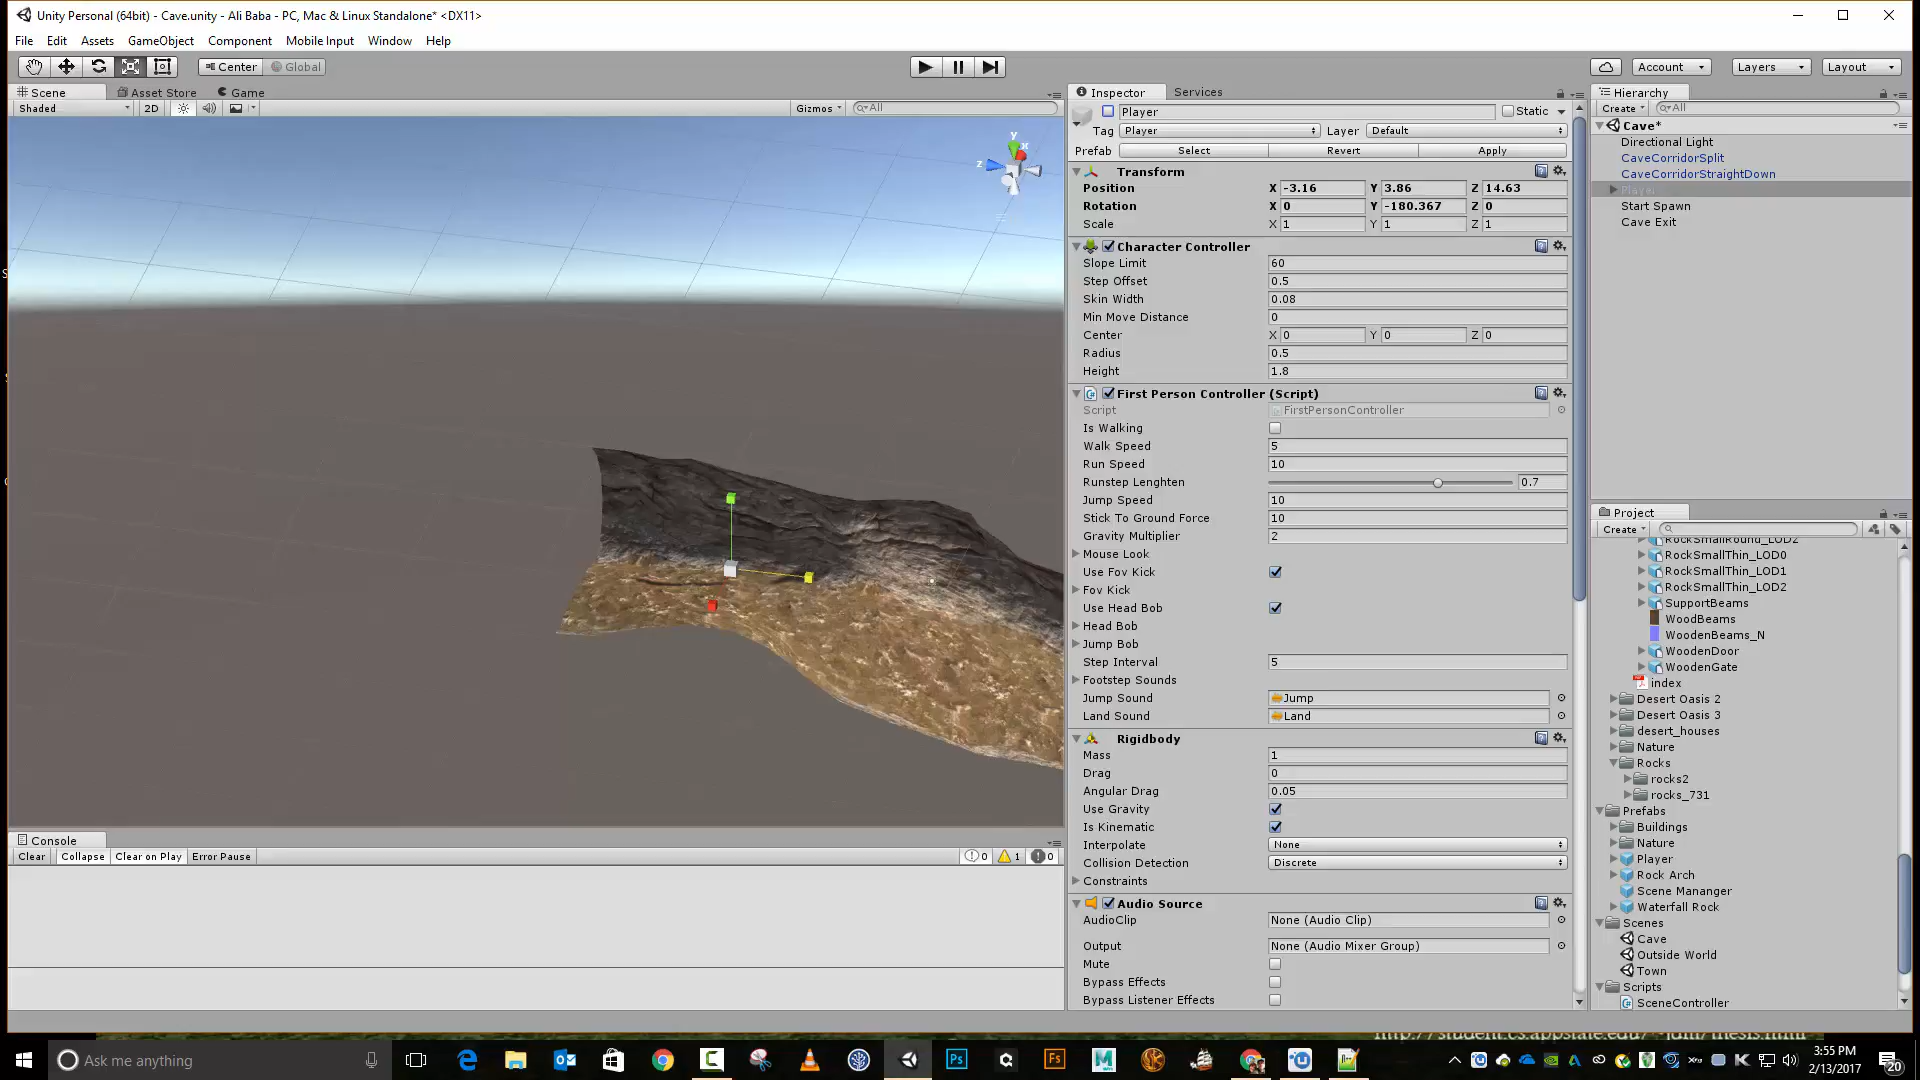 Unity Personal (64bit) - Cave.unity - Ali Baba - PC, Mac & Linux Standalone* <DX11>
File Edit Assets GameObject Component Mobile Input Window Help
Center Global
Account Layers Layout
Scene Asset Store Game
Shaded 2D Gizmos All
y
x
z
Console
Clear Collapse Clear on Play Error Pause 0 1 0
Inspector Services
Player Static
Tag Player Layer Default
Prefab Select Revert Apply
Transform
Position X -3.16 Y 3.86 Z 14.63
Rotation X 0 Y -180.367 Z 0
Scale X 1 Y 1 Z 1
Character Controller
Slope Limit 60
Step Offset 0.5
Skin Width 0.08
Min Move Distance 0
Center X 0 Y 0 Z 0
Radius 0.5
Height 1.8
First Person Controller (Script)
Script FirstPersonController
Is Walking
Walk Speed 5
Run Speed 10
Runstep Lenghten 0.7
Jump Speed 10
Stick To Ground Force 10
Gravity Multiplier 2
Mouse Look
Use Fov Kick
Fov Kick
Use Head Bob
Head Bob
Jump Bob
Step Interval 5
Footstep Sounds
Jump Sound Jump
Land Sound Land
Rigidbody
Mass 1
Drag 0
Angular Drag 0.05
Use Gravity
Is Kinematic
Interpolate None
Collision Detection Discrete
Constraints
Audio Source
AudioClip None (Audio Clip)
Output None (Audio Mixer Group)
Mute
Bypass Effects
Bypass Listener Effects
Hierarchy
Create All
Cave*
Directional Light
CaveCorridorSplit
CaveCorridorStraightDown
Player
Start Spawn
Cave Exit
Project
Create
RockSmallRound_LOD2
RockSmallThin_LOD0
RockSmallThin_LOD1
RockSmallThin_LOD2
SupportBeams
WoodBeams
WoodenBeams_N
WoodenDoor
WoodenGate
index
Desert Oasis 2
Desert Oasis 3
desert_houses
Nature
Rocks
rocks2
rocks_731
Prefabs
Buildings
Nature
Player
Rock Arch
Scene Mananger
Waterfall Rock
Scenes
Cave
Outside World
Town
Scripts
SceneController
Ask me anything
3:55 PM
2/13/2017
20